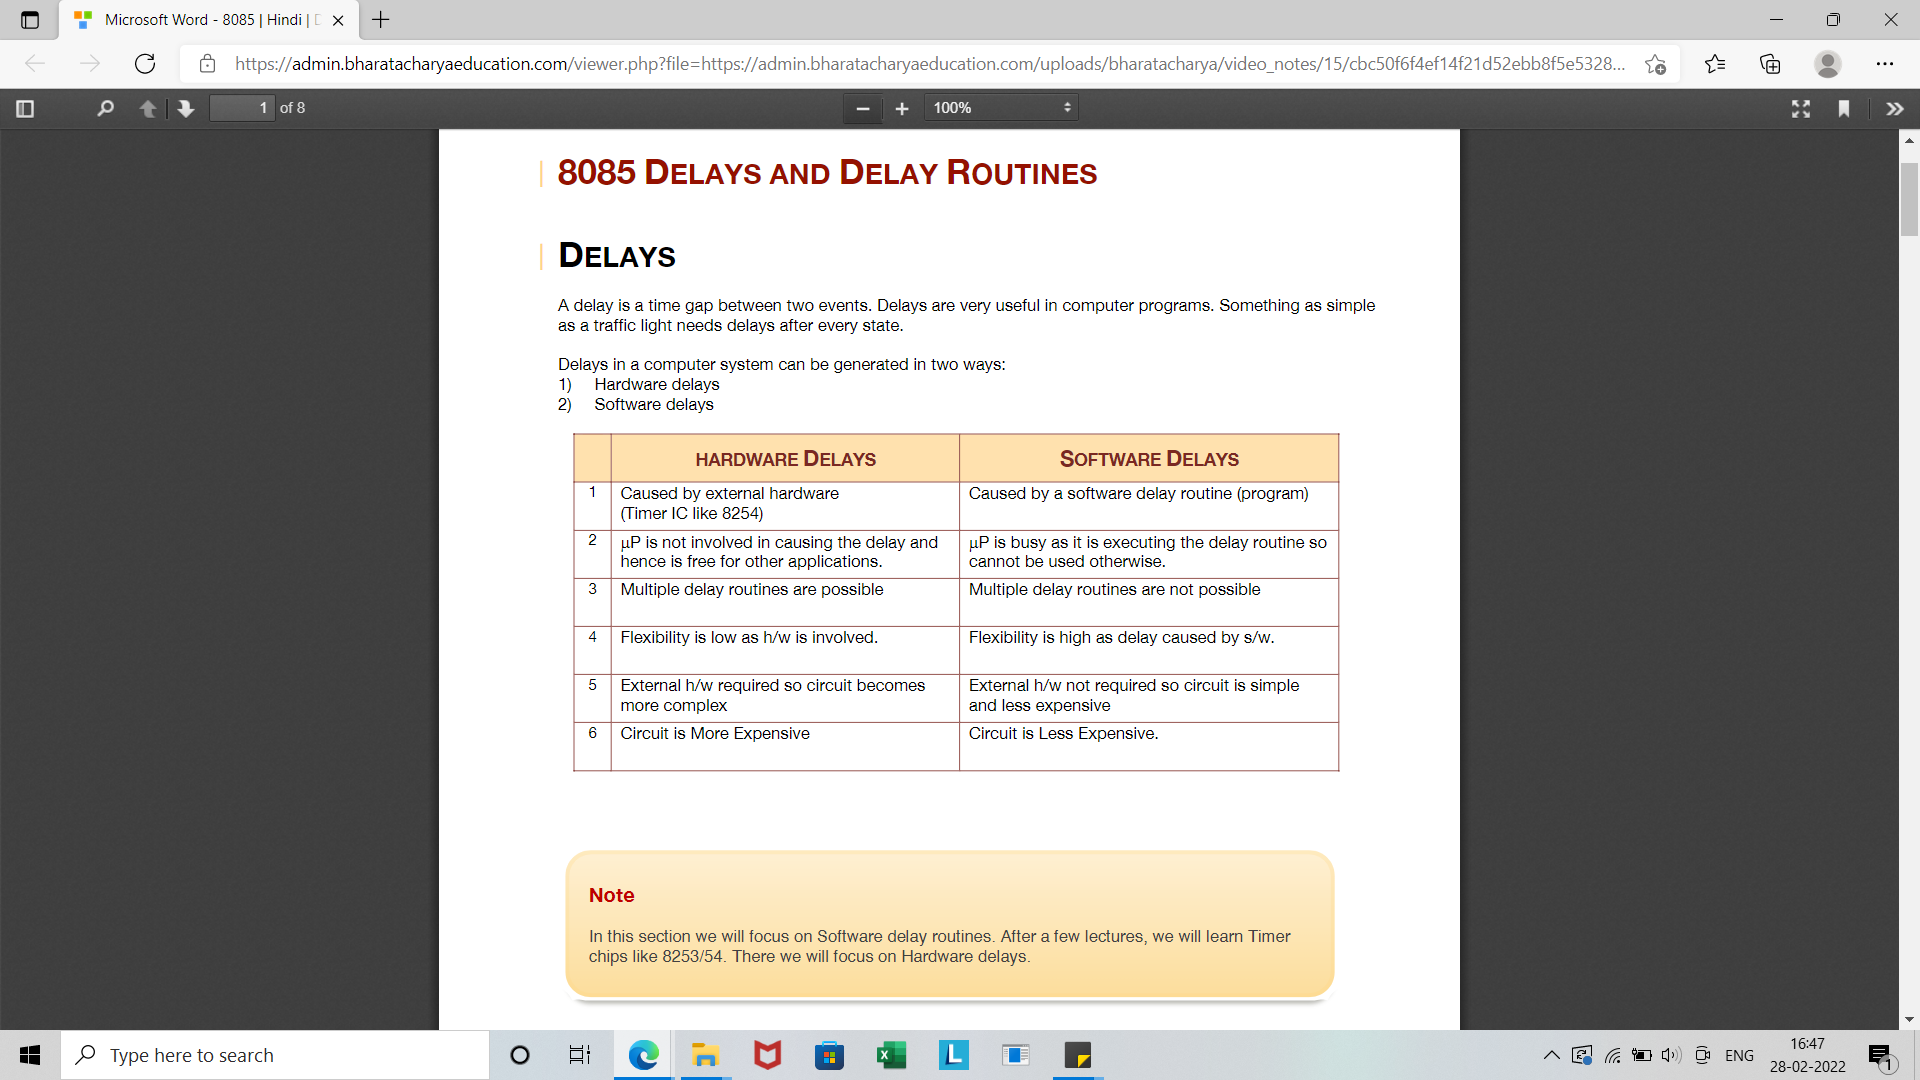 Microsoft Word - 8085 | Hindi |
https://admin.bharatacharyaeducation.com/viewer.php?file=https://admin.bharatacharyaeducation.com/uploads/bharatacharya/video_notes/15/cbc50f6f4ef14f21d52ebb8f5e5328...
1 of 8
100%
8085 DELAYS AND DELAY ROUTINES
DELAYS
A delay is a time gap between two events. Delays are very useful in computer programs. Something as simple
as a traffic light needs delays after every state.
Delays in a computer system can be generated in two ways:
1) Hardware delays
2) Software delays
HARDWARE DELAYS SOFTWARE DELAYS
1 Caused by external hardware Caused by a software delay routine (program)
(Timer IC like 8254)
2 µP is not involved in causing the delay and µP is busy as it is executing the delay routine so
hence is free for other applications. cannot be used otherwise.
3 Multiple delay routines are possible Multiple delay routines are not possible
4 Flexibility is low as h/w is involved. Flexibility is high as delay caused by s/w.
5 External h/w required so circuit becomes External h/w not required so circuit is simple
more complex and less expensive
6 Circuit is More Expensive Circuit is Less Expensive.
Note
In this section we will focus on Software delay routines. After a few lectures, we will learn Timer
chips like 8253/54. There we will focus on Hardware delays.
Type here to search
L
X
ENG
16:47
28-02-2022
1